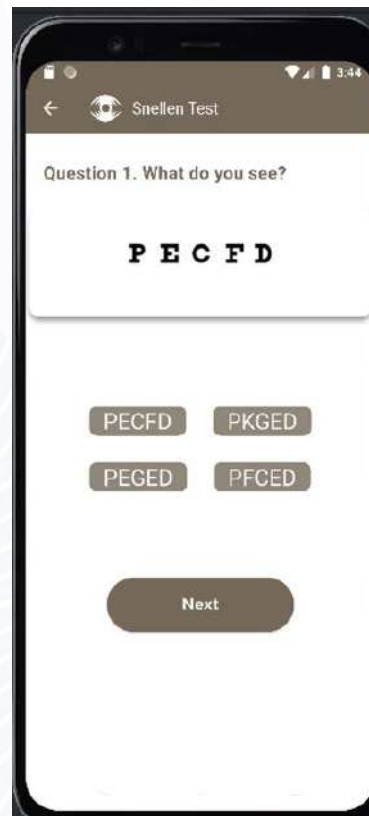 3:44
Snellen Test
Question 1. What do you see?
P E C F D
PECFD PKGED
PEGED PFCED
Next